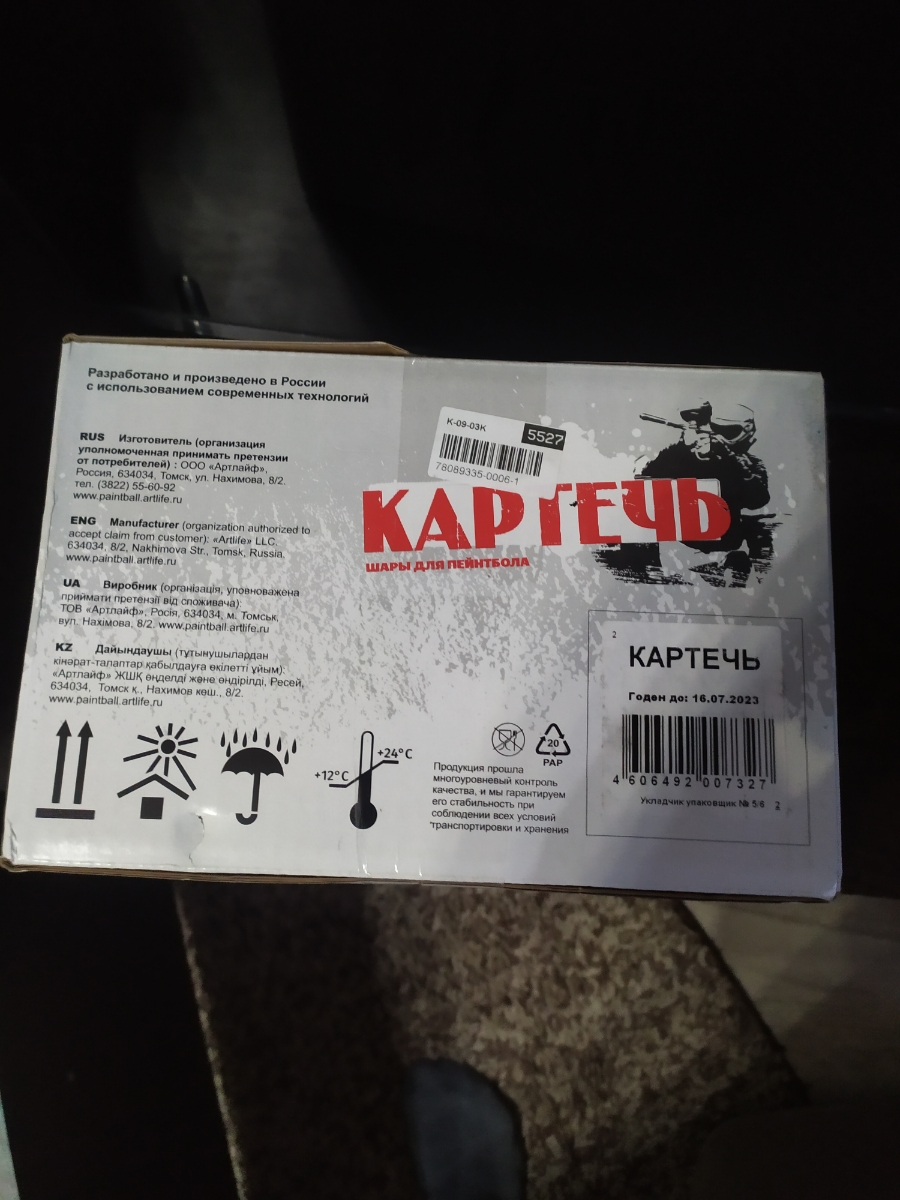 Разработано и произведено в России
с использованием современных технологий
RUS Изготовитель (организация
уполномоченная принимать претензии
от потребителей) : ООО «Артлайф»,
Россия, 634034, Томск, ул. Нахимова, 8/2.
тел. (3822) 55-60-92
www.paintball.artlife.ru
ENG Manufacturer (organization authorized to
accept claim from customer): «Artlife» LLC,
634034, 8/2, Nakhimova Str., Tomsk, Russia.
www.paintball.artlife.ru
UA Виробник (організація, уповноважена
приймати претензії від споживача):
ТОВ «Артлайф», Росія, 634034, м. Томськ,
вул. Нахімова, 8/2. www.paintball.artlife.ru
KZ Дайындаушы (тұтынушылардан
кінәрат-талаптар қабылдауға өкілетті ұйым):
«Артлайф» ЖШҚ өңделді және өндірілді, Ресей,
634034, Томск қ., Нахимов көш., 8/2.
www.paintball.artlife.ru
K-09-03K
5527
78089335-0006-1
КАРТЕЧЬ
ШАРЫ ДЛЯ ПЕЙНТБОЛА
+12°C
+24°C
20
PAP
Продукция прошла
многоуровневый контроль
качества, и мы гарантируем
его стабильность при
соблюдении всех условий
транспортировки и хранения
2
КАРТЕЧЬ
Годен до: 16.07.2023
4 606492 007327
Укладчик упаковщик № 5/6 2